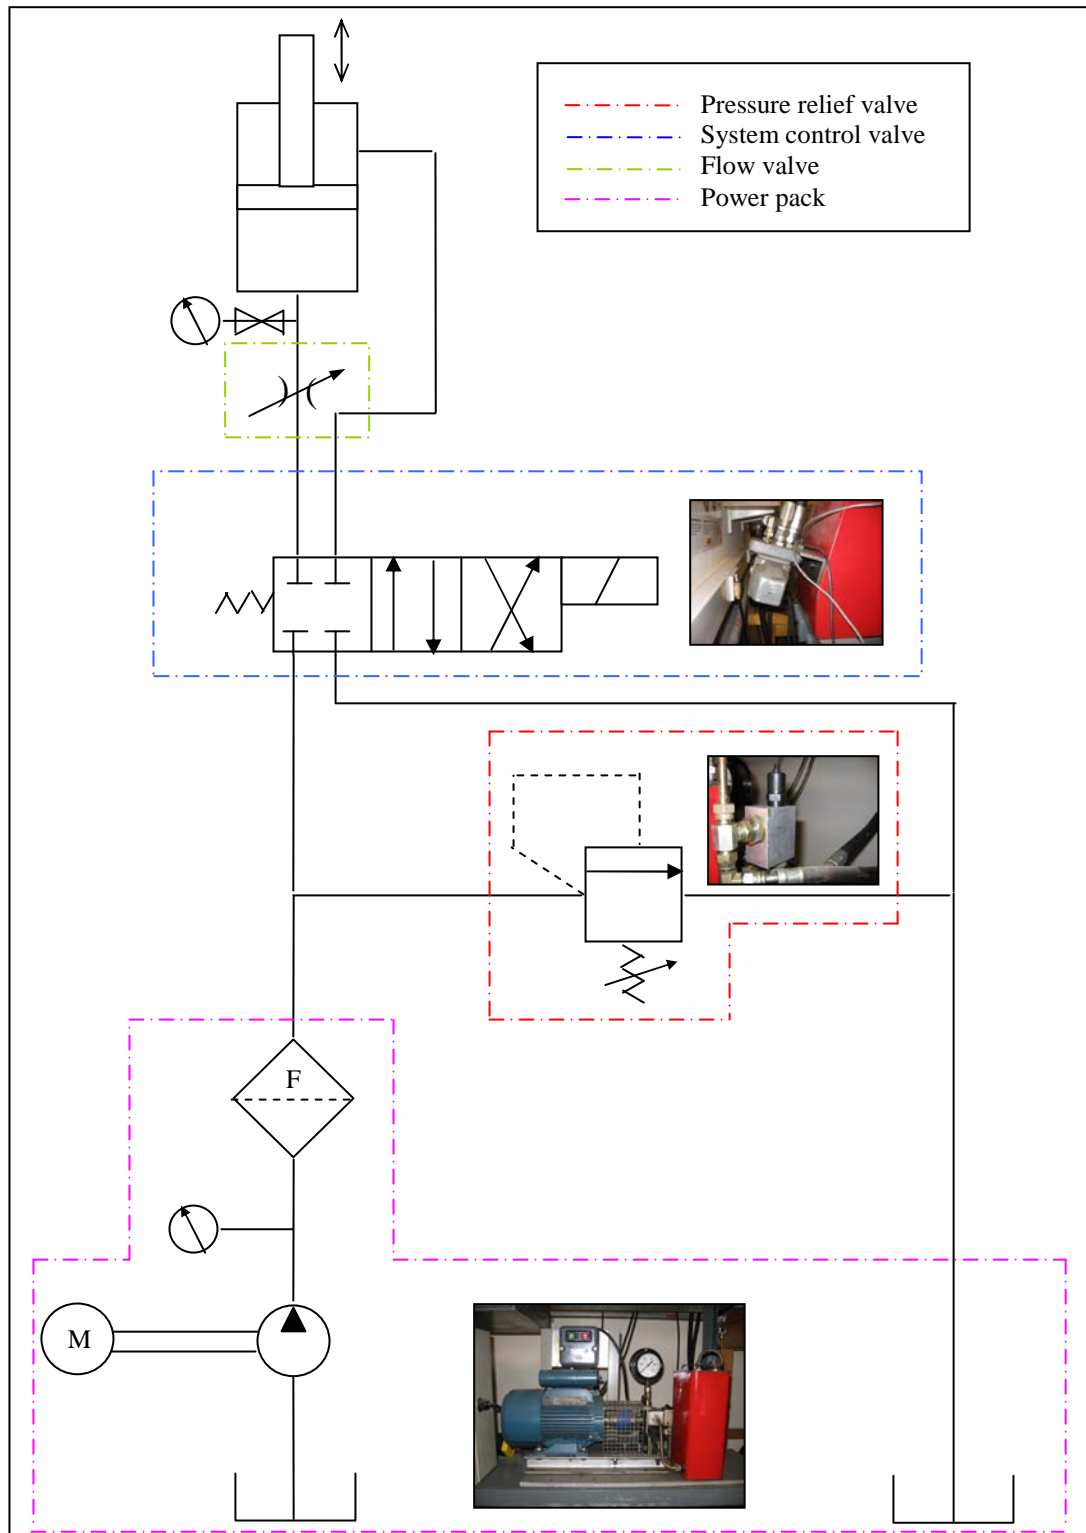 Pressure relief valve
System control valve
Flow valve
Power pack
F
M